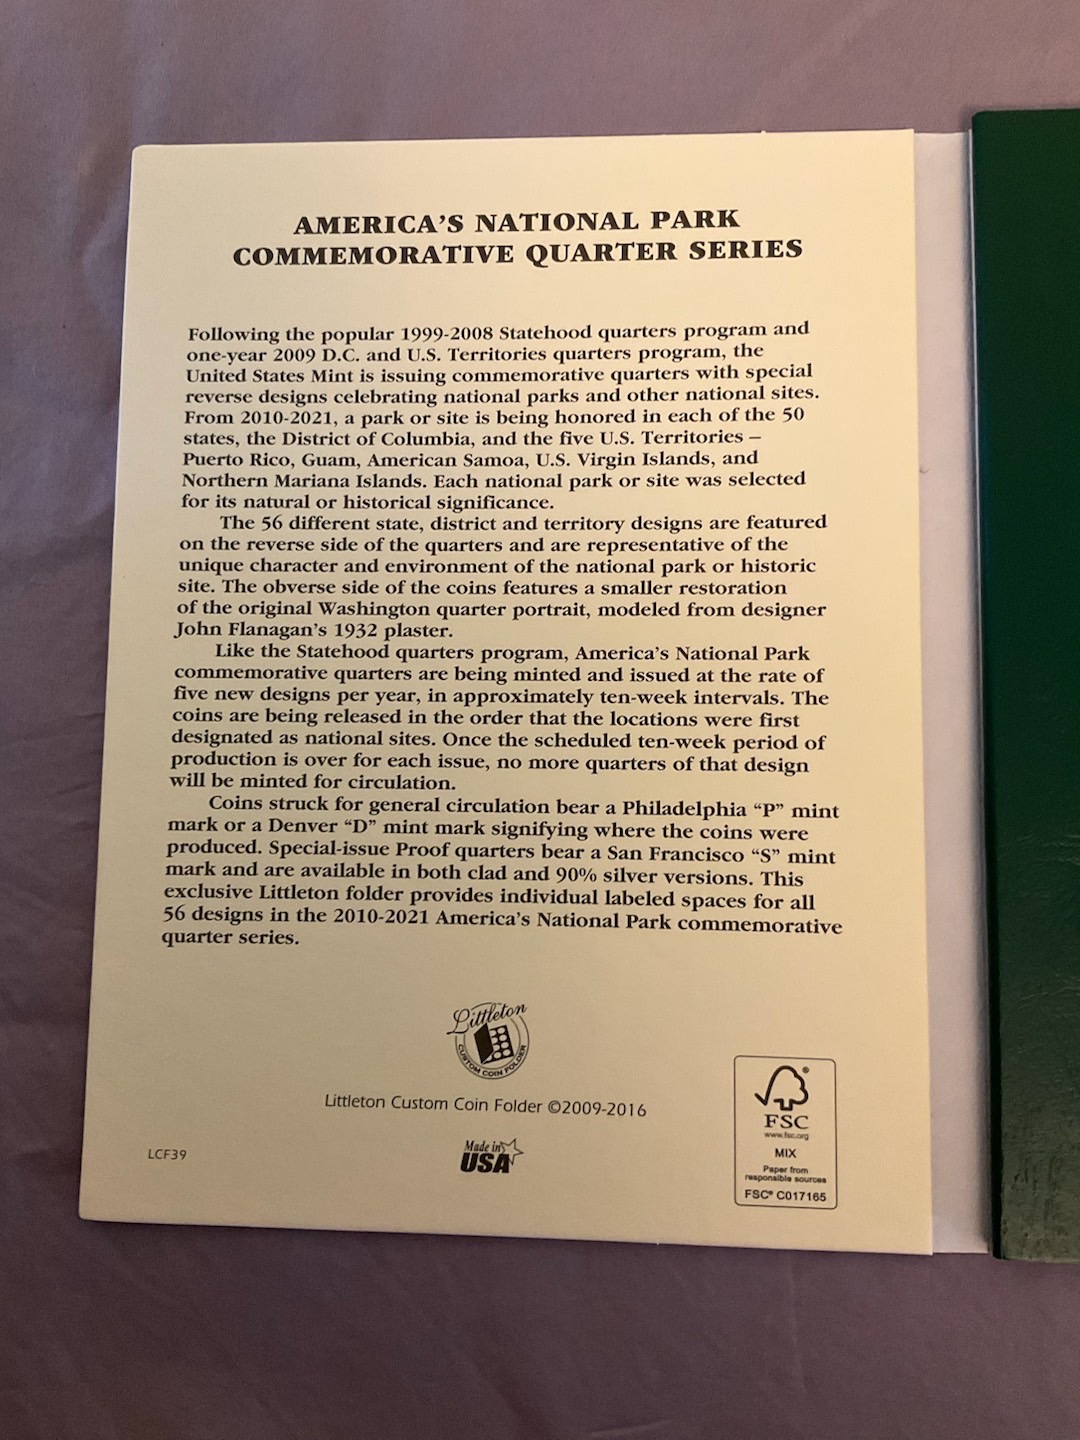 AMERICA'S NATIONAL PARK
COMMEMORATIVE QUARTER SERIES
Following the popular 1999-2008 Statehood quarters program and
one-year 2009 D.C. and U.S. Territories quarters program, the
United States Mint is issuing commemorative quarters with special
reverse designs celebrating national parks and other national sites.
From 2010-2021, a park or site is being honored in each of the 50
states, the District of Columbia, and the five U.S. Territories –
Puerto Rico, Guam, American Samoa, U.S. Virgin Islands, and
Northern Mariana Islands. Each national park or site was selected
for its natural or historical significance.
The 56 different state, district and territory designs are featured
on the reverse side of the quarters and are representative of the
unique character and environment of the national park or historic
site. The obverse side of the coins features a smaller restoration
of the original Washington quarter portrait, modeled from designer
John Flanagan's 1932 plaster.
Like the Statehood quarters program, America's National Park
commemorative quarters are being minted and issued at the rate of
five new designs per year, in approximately ten-week intervals. The
coins are being released in the order that the locations were first
designated as national sites. Once the scheduled ten-week period of
production is over for each issue, no more quarters of that design
will be minted for circulation.
Coins struck for general circulation bear a Philadelphia "P" mint
mark or a Denver "D" mint mark signifying where the coins were
produced. Special-issue Proof quarters bear a San Francisco "S" mint
mark and are available in both clad and 90% silver versions. This
exclusive Littleton folder provides individual labeled spaces for all
56 designs in the 2010-2021 America's National Park commemorative
quarter series.
Littleton
CUSTOM COIN FOLDER
Littleton Custom Coin Folder ©2009-2016
LCF39
Made in
USA
®
FSC
www.fsc.org
MIX
Paper from
responsible sources
FSC® C017165